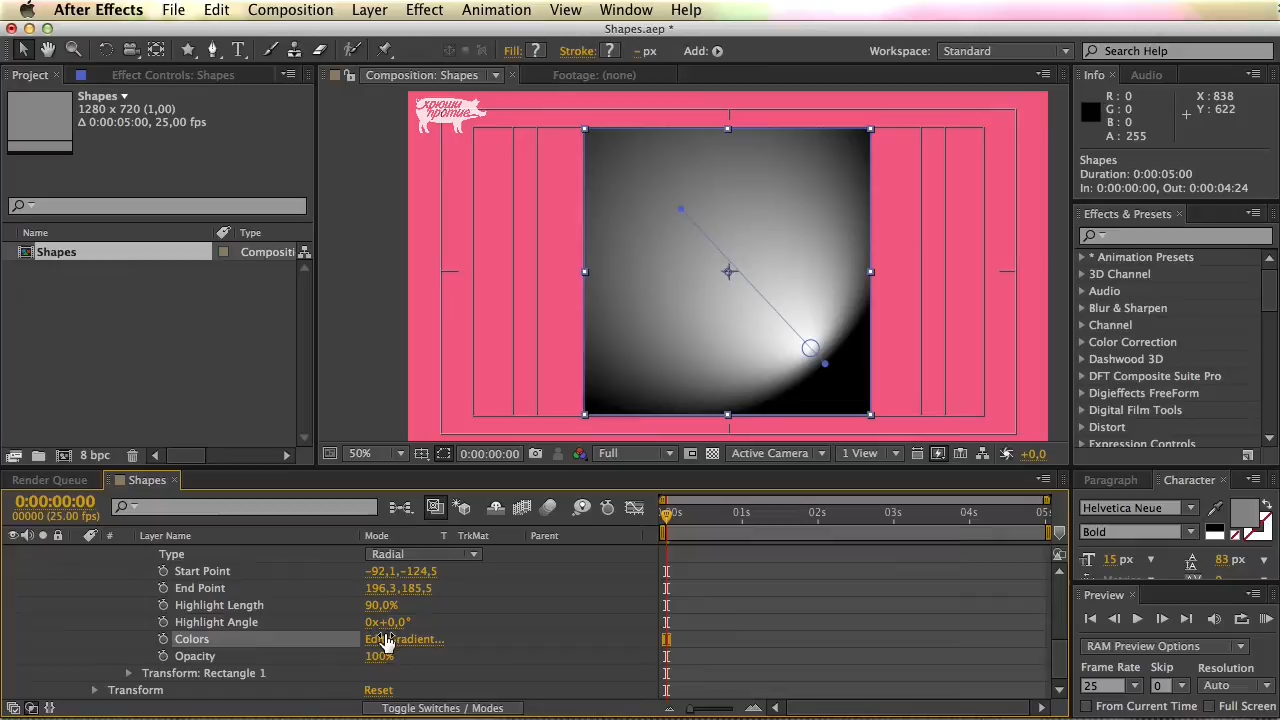 After Effects File Edit Composition Layer Effect Animation View Window Help
Shapes.aep *
Fill: ? Stroke: ? - px Add: Workspace: Standard Search Help
Project Effect Controls: Shapes Composition: Shapes Footage: (none) Info Audio
Shapes
1280 x 720 (1,00)
Δ 0:00:05:00, 25,00 fps
хрюши
против
R : 0
G : 0
B : 0
A : 255
X : 838
Y : 622
Shapes
Duration: 0:00:05:00
In: 0:00:00:00, Out: 0:00:04:24
Name Type
Shapes Compositi
Effects & Presets
* Animation Presets
3D Channel
Audio
Blur & Sharpen
Channel
Color Correction
Dashwood 3D
DFT Composite Suite Pro
Digieffects FreeForm
Digital Film Tools
Distort
Expression Controls
8 bpc 50% 0:00:00:00 Full Active Camera 1 View +0,0
Render Queue Shapes Paragraph Character
0:00:00:00
00000 (25.00 fps)
:00s 01s 02s 03s 04s 05s
Helvetica Neue
Bold
15 px 83 px
# Layer Name Mode T TrkMat Parent
Type Radial
Start Point -92,1,-124,5
End Point 196,3,185,5
Highlight Length 90,0%
Highlight Angle 0x+0,0°
Colors Edit Gradient...
Opacity 100%
Transform: Rectangle 1
Transform Reset
Toggle Switches / Modes
Preview
RAM Preview Options
Frame Rate Skip Resolution
25 0 Auto
From Current Time Full Screen